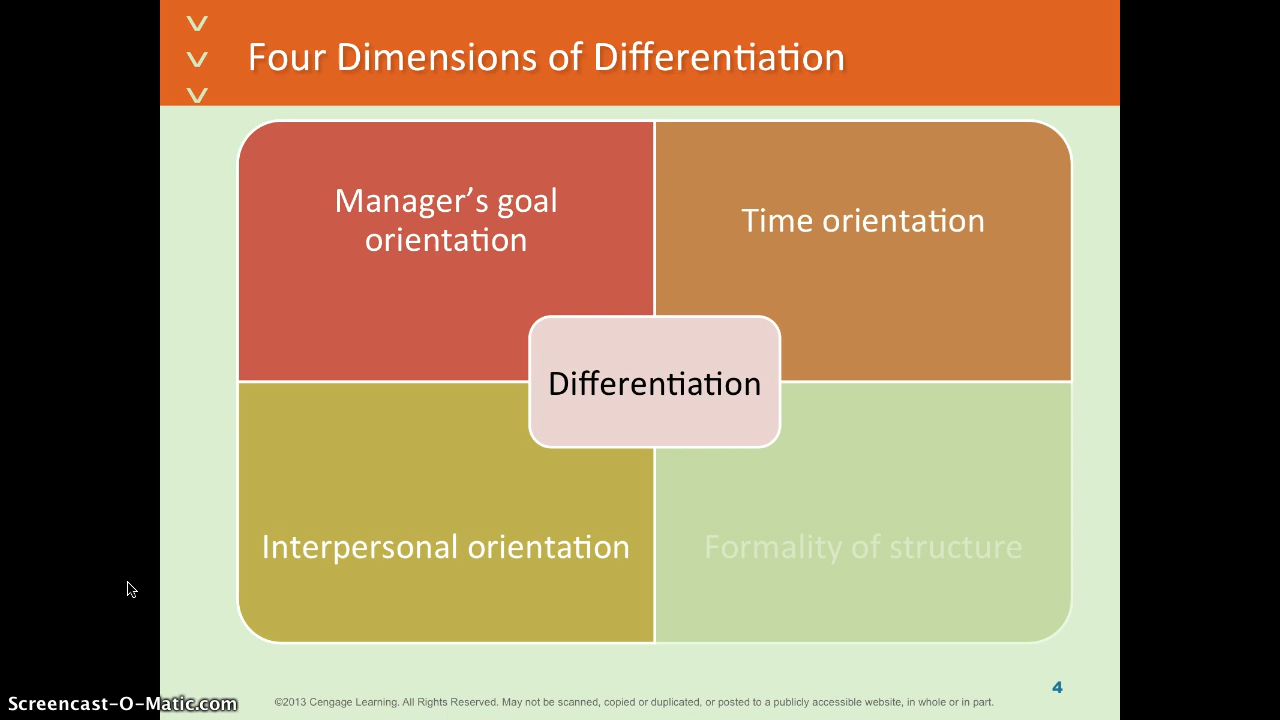 Four Dimensions of Differentiation
Manager’s goal
orientation
Time orientation
Differentiation
Interpersonal orientation
Formality of structure
4
©2013 Cengage Learning. All Rights Reserved. May not be scanned, copied or duplicated, or posted to a publicly accessible website, in whole or in part.
Screencast-O-Matic.com